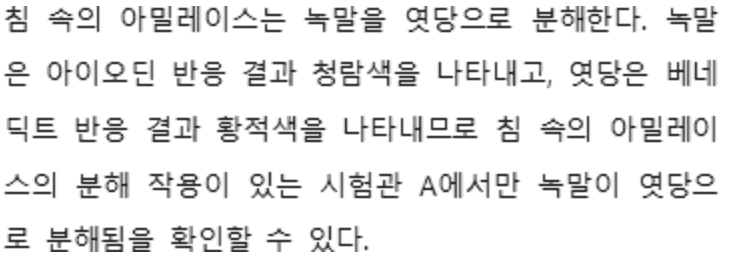 침 속의 아밀레이스는 녹말을 엿당으로 분해한다. 녹말
은 아이오딘 반응 결과 청람색을 나타내고, 엿당은 베네
딕트 반응 결과 황적색을 나타내므로 침 속의 아밀레이
스의 분해 작용이 있는 시험관 A에서만 녹말이 엿당으
로 분해됨을 확인할 수 있다.